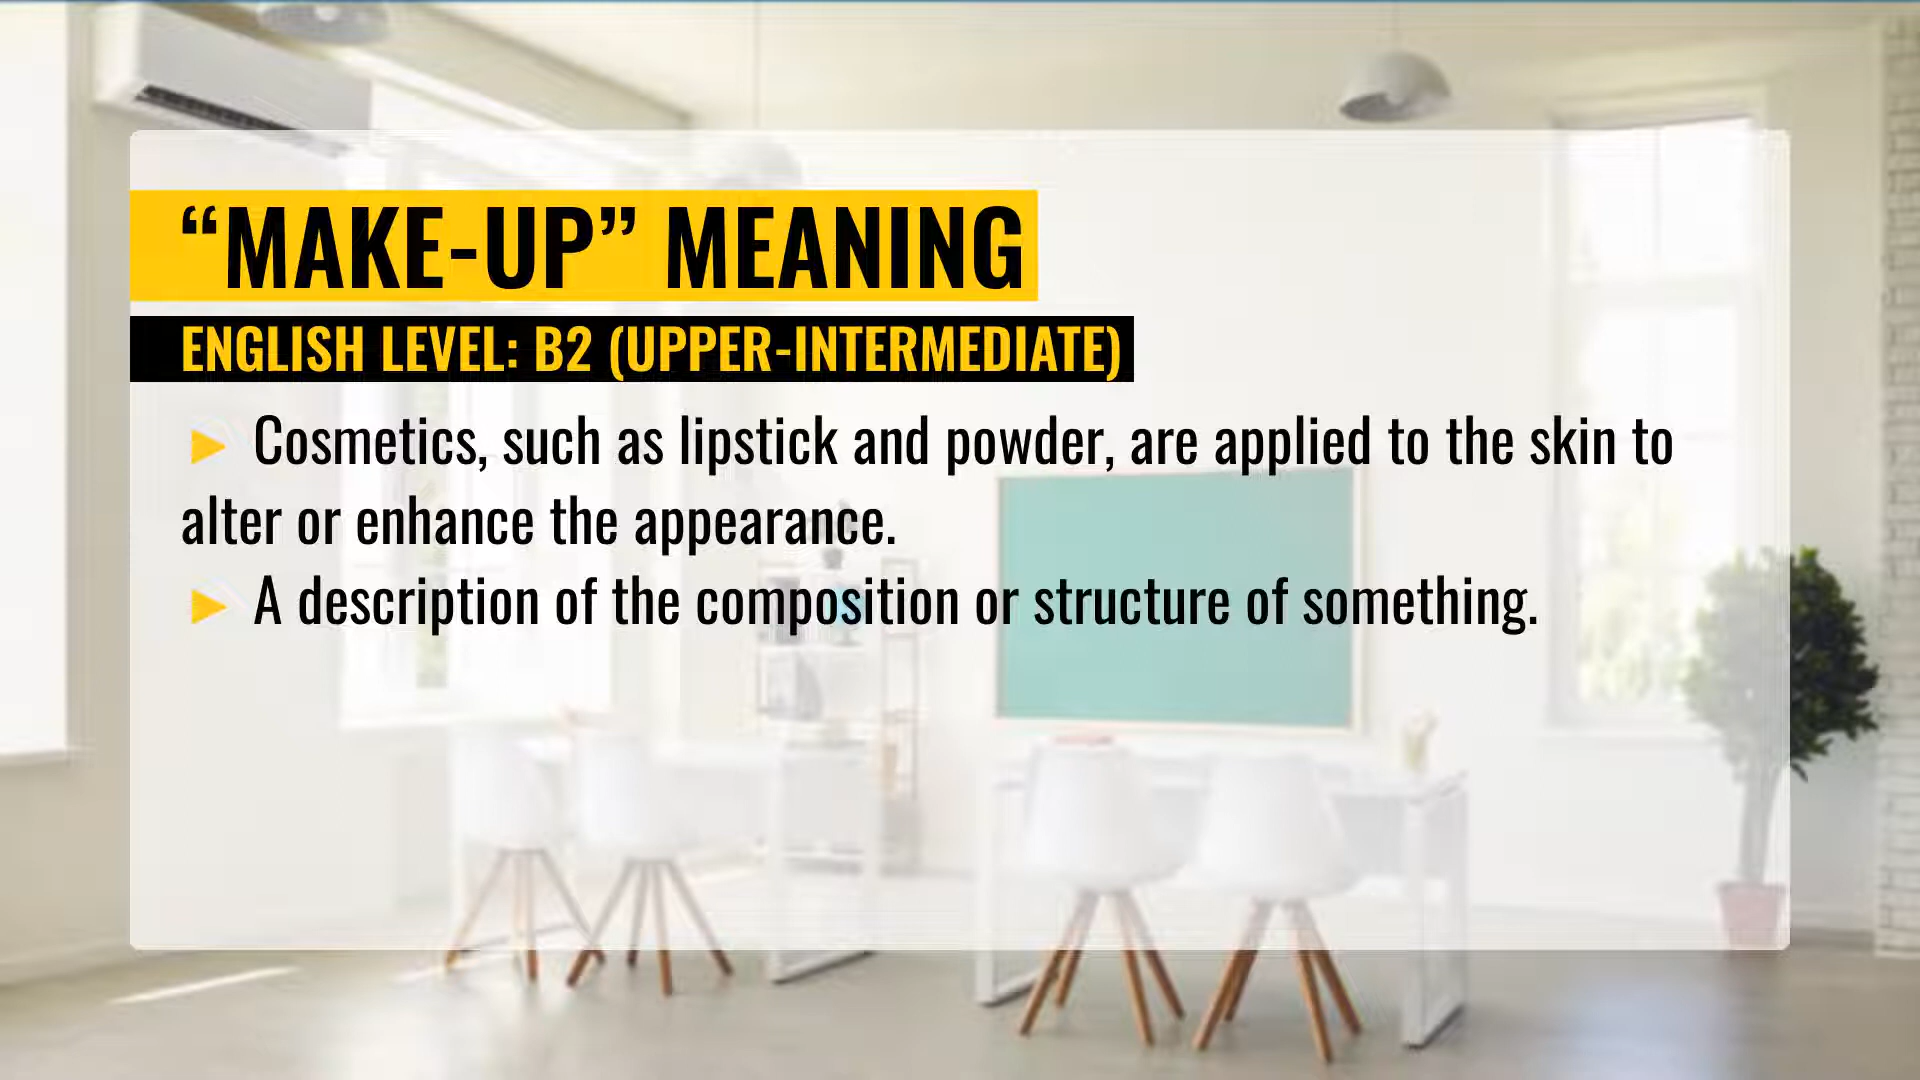 “MAKE-UP” MEANING
ENGLISH LEVEL: B2 (UPPER-INTERMEDIATE)
► Cosmetics, such as lipstick and powder, are applied to the skin to
alter or enhance the appearance.
► A description of the composition or structure of something.